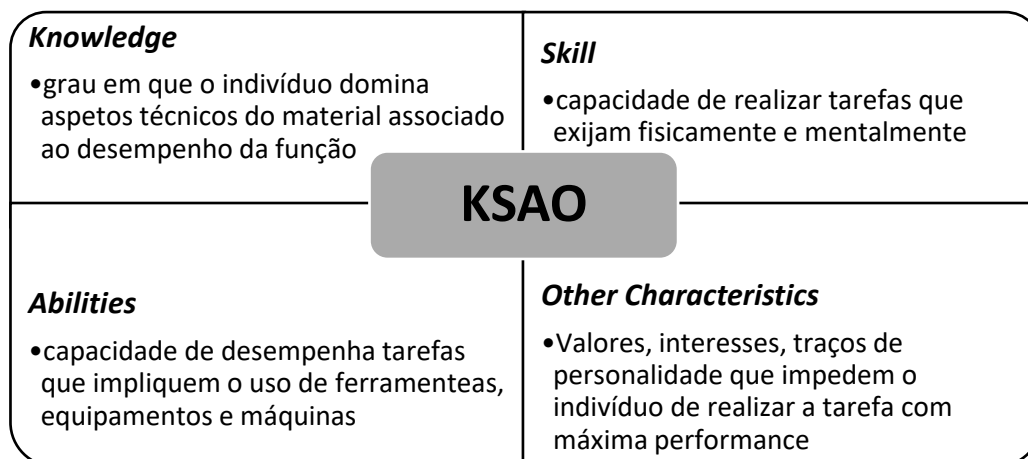 Knowledge
•grau em que o indivíduo domina
aspetos técnicos do material associado
ao desempenho da função
Skill
•capacidade de realizar tarefas que
exijam fisicamente e mentalmente
KSAO
Abilities
•capacidade de desempenha tarefas
que impliquem o uso de ferramenteas,
equipamentos e máquinas
Other Characteristics
•Valores, interesses, traços de
personalidade que impedem o
indivíduo de realizar a tarefa com
máxima performance